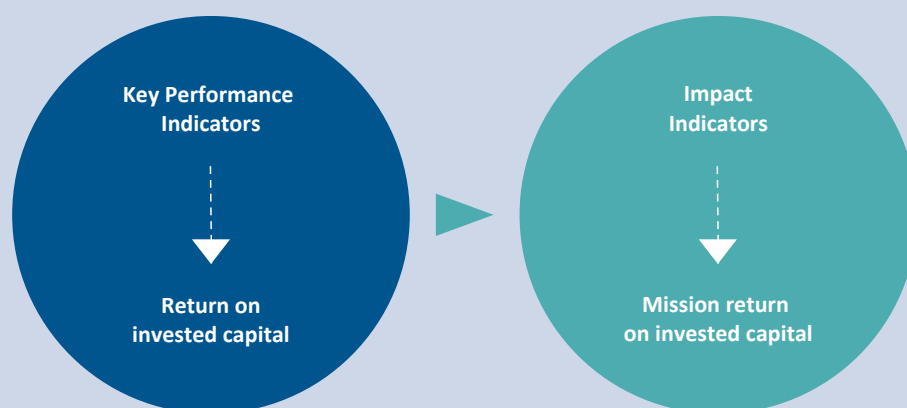 Key Performance
Indicators
Return on
invested capital
Impact
Indicators
Mission return
on invested capital